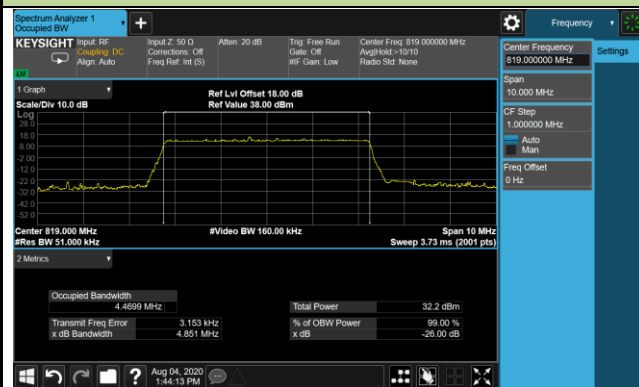 Spectrum Analyzer 1
Occupied BW
Frequency
KEYSIGHT
Input: RF
Coupling: DC
Align: Auto
Input Z: 50 Ω
Corrections: Off
Freq Ref: Int (S)
Atten: 20 dB
Trig: Free Run
Gate: Off
#IF Gain: Low
Center Freq: 819.000000 MHz
Avg|Hold:>10/10
Radio Std: None
LXI
Center Frequency
819.000000 MHz
Settings
Span
10.000 MHz
CF Step
1.000000 MHz
Auto
Man
Freq Offset
0 Hz
1 Graph
Scale/Div 10.0 dB
Ref Lvl Offset 18.00 dB
Ref Value 38.00 dBm
Log
28.0
18.0
8.00
-2.00
-12.0
-22.0
-32.0
-42.0
-52.0
Center 819.000 MHz
#Res BW 51.000 kHz
#Video BW 160.00 kHz
Span 10 MHz
Sweep 3.73 ms (2001 pts)
2 Metrics
Occupied Bandwidth
4.4699 MHz
Total Power 32.2 dBm
Transmit Freq Error 3.153 kHz
% of OBW Power 99.00 %
x dB Bandwidth 4.851 MHz
x dB -26.00 dB
?
Aug 04, 2020
1:44:13 PM